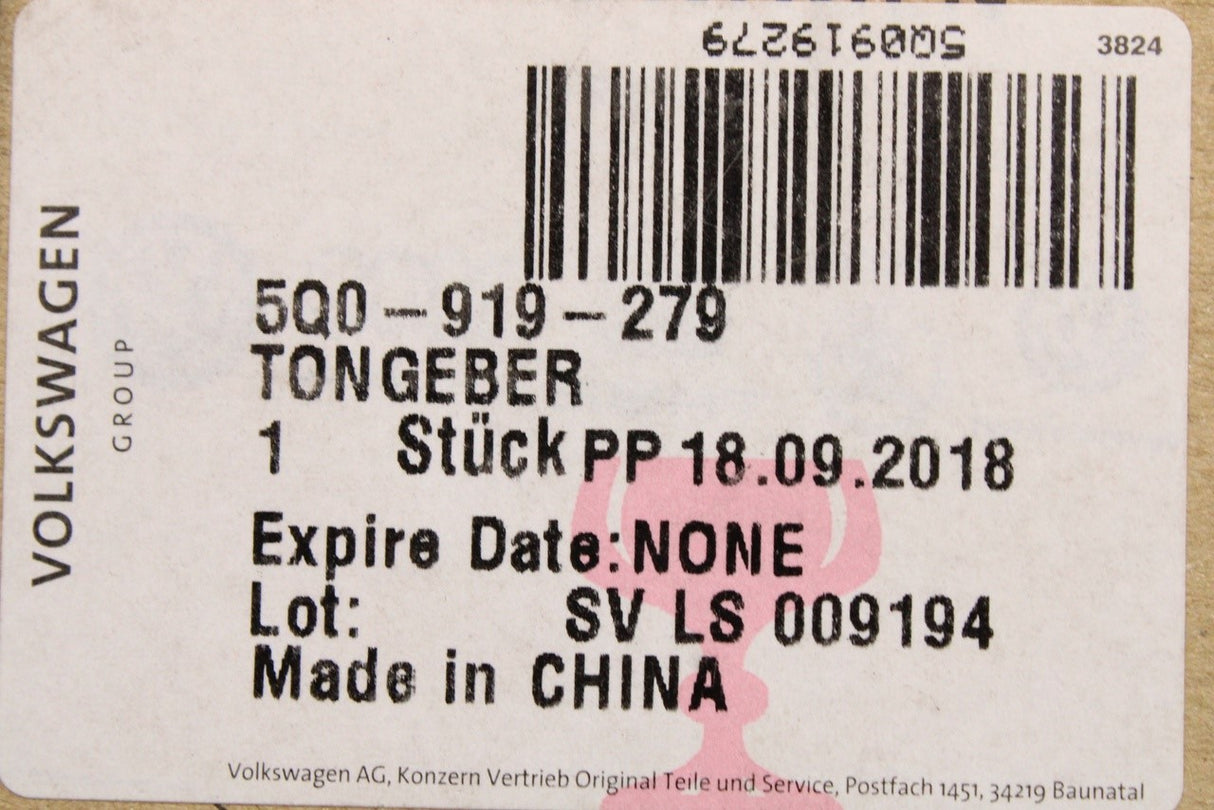 5Q0919279
3824
VOLKSWAGEN
GROUP
5Q0-919-279
TONGEBER
1 Stück PP 18.09.2018
Expire Date:NONE
Lot: SV LS 009194
Made in CHINA
Volkswagen AG, Konzern Vertrieb Original Teile und Service, Postfach 1451, 34219 Baunatal